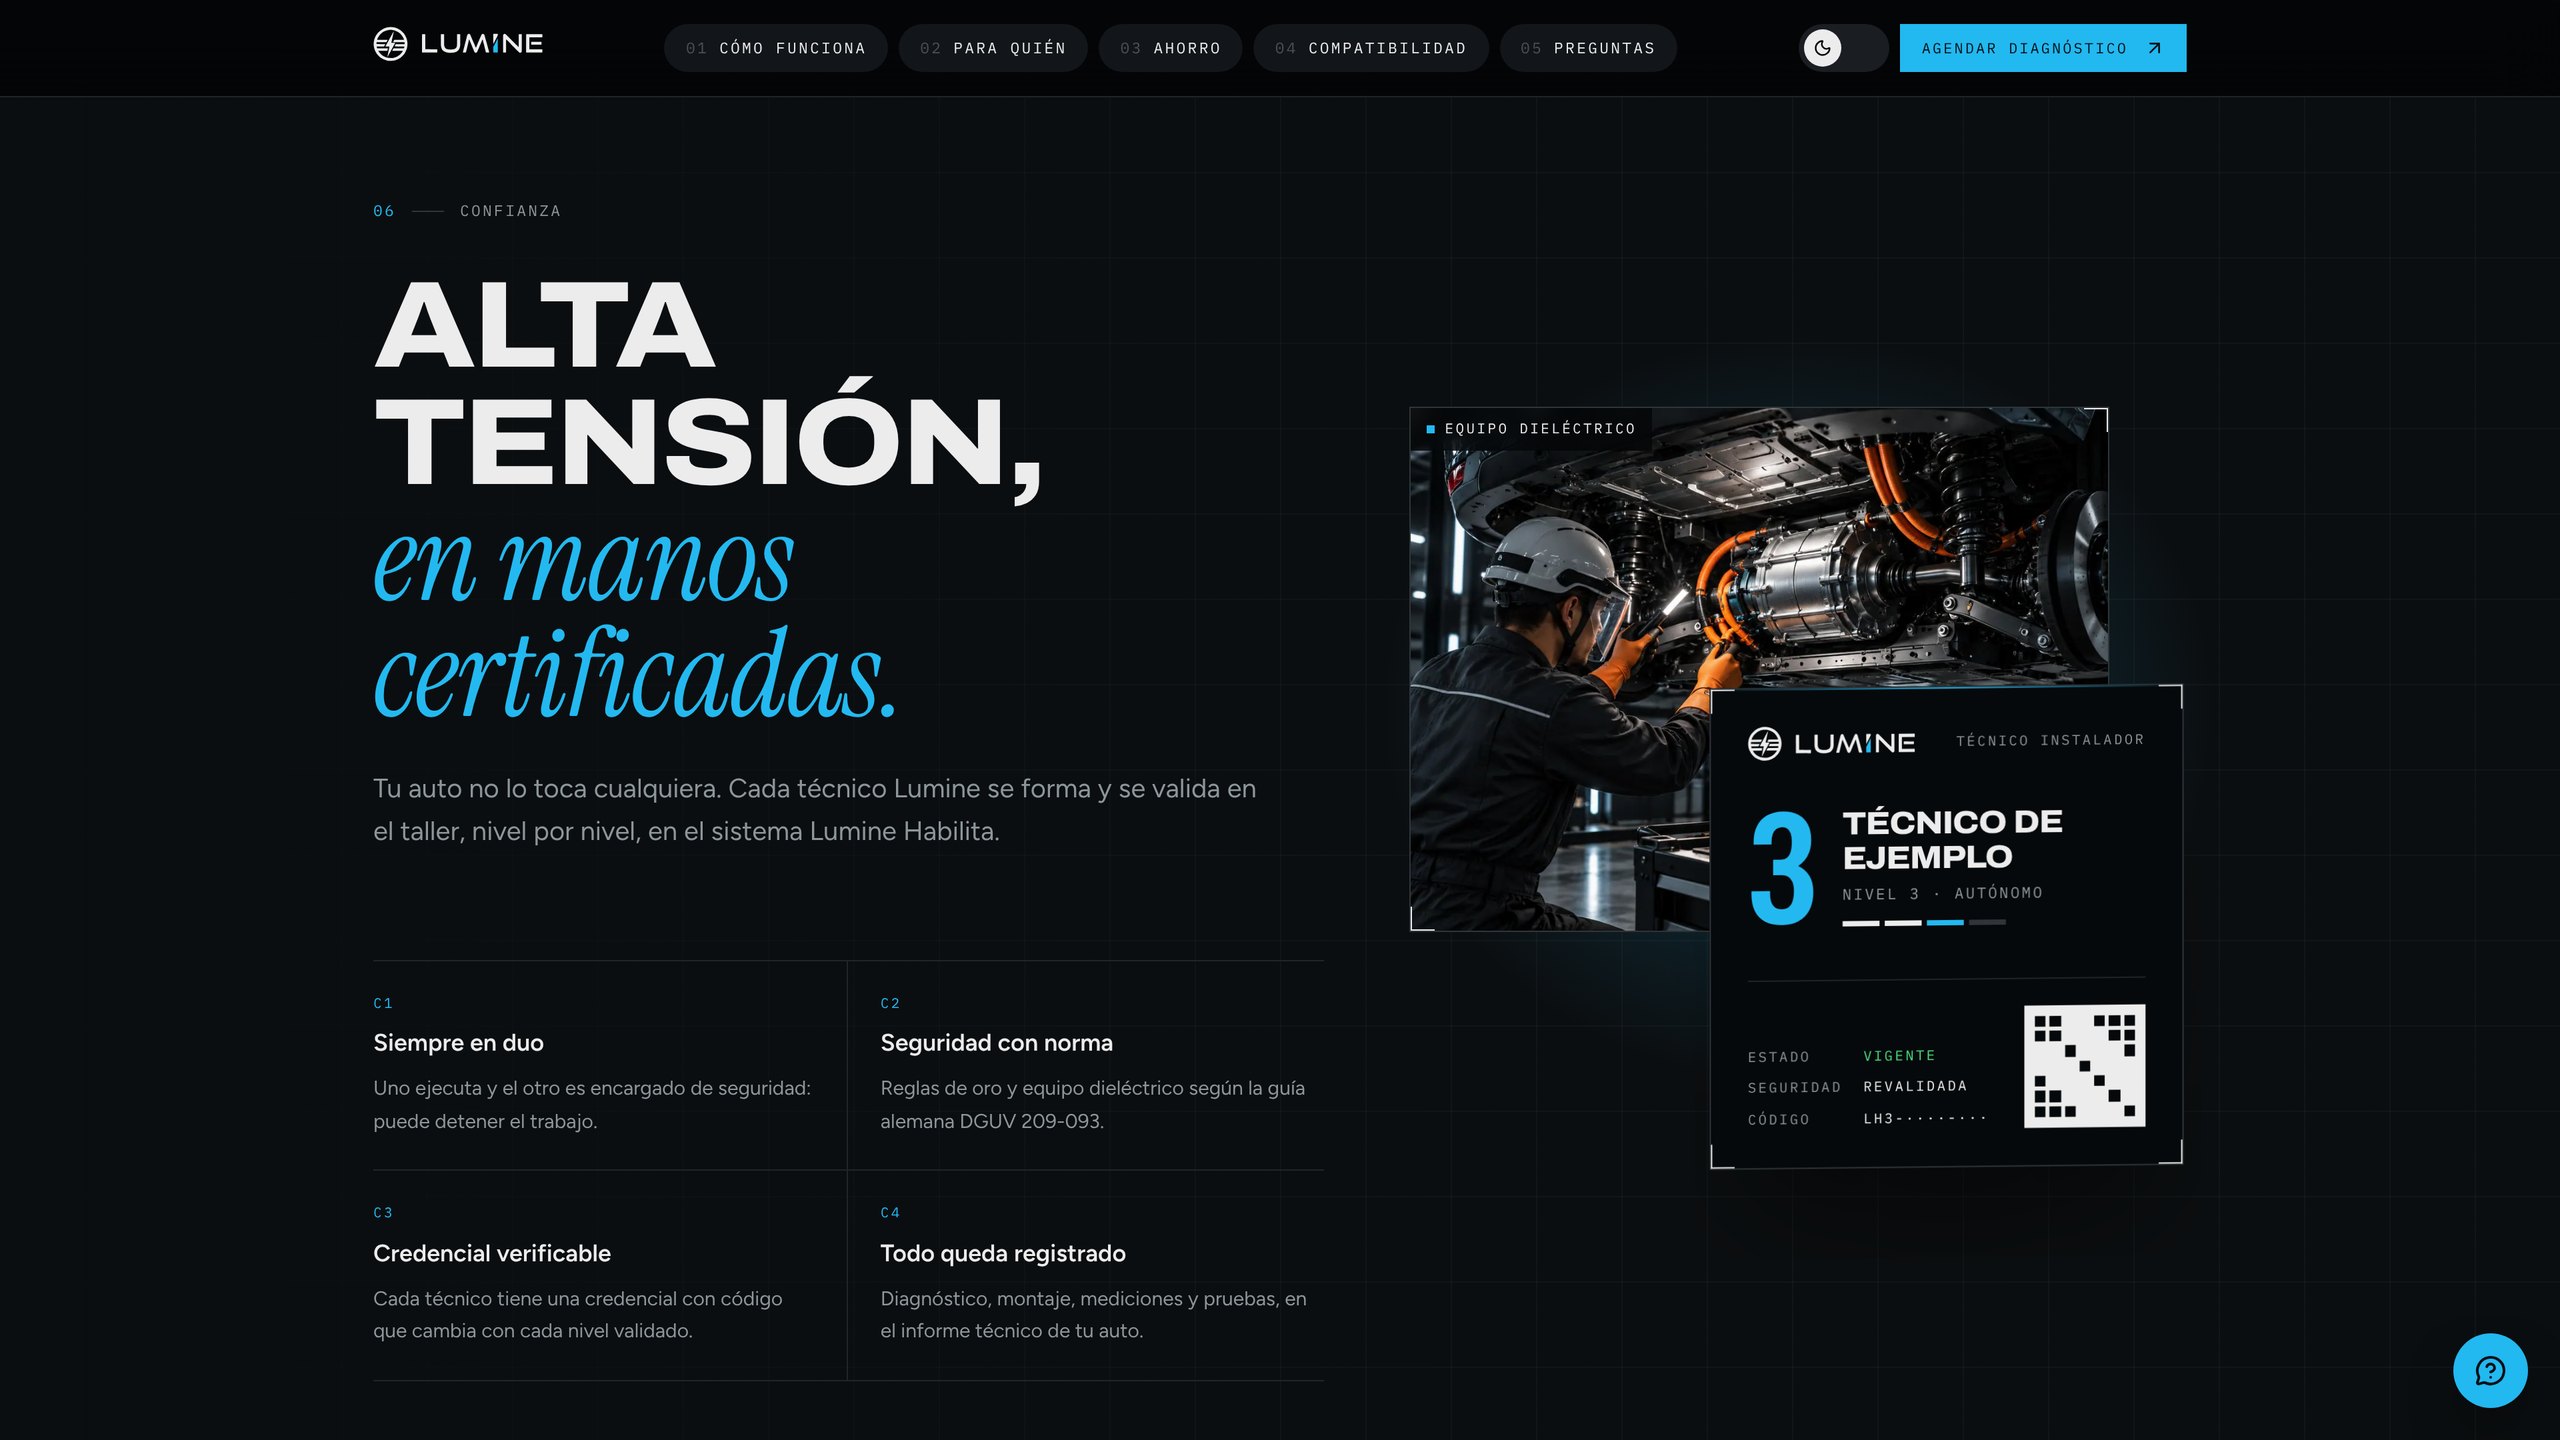 LUMINE
01 CÓMO FUNCIONA
02 PARA QUIÉN
03 AHORRO
04 COMPATIBILIDAD
05 PREGUNTAS
AGENDAR DIAGNÓSTICO
06 CONFIANZA
ALTA
TENSIÓN,
en manos
certificadas.
Tu auto no lo toca cualquiera. Cada técnico Lumine se forma y se valida en
el taller, nivel por nivel, en el sistema Lumine Habilita.
C1
Siempre en duo
Uno ejecuta y el otro es encargado de seguridad:
puede detener el trabajo.
C2
Seguridad con norma
Reglas de oro y equipo dieléctrico según la guía
alemana DGUV 209-093.
C3
Credencial verificable
Cada técnico tiene una credencial con código
que cambia con cada nivel validado.
C4
Todo queda registrado
Diagnóstico, montaje, mediciones y pruebas, en
el informe técnico de tu auto.
EQUIPO DIELÉCTRICO
LUMINE
TÉCNICO INSTALADOR
3
TÉCNICO DE
EJEMPLO
NIVEL 3 · AUTÓNOMO
ESTADO VIGENTE
SEGURIDAD REVALIDADA
CÓDIGO LH3-····-···